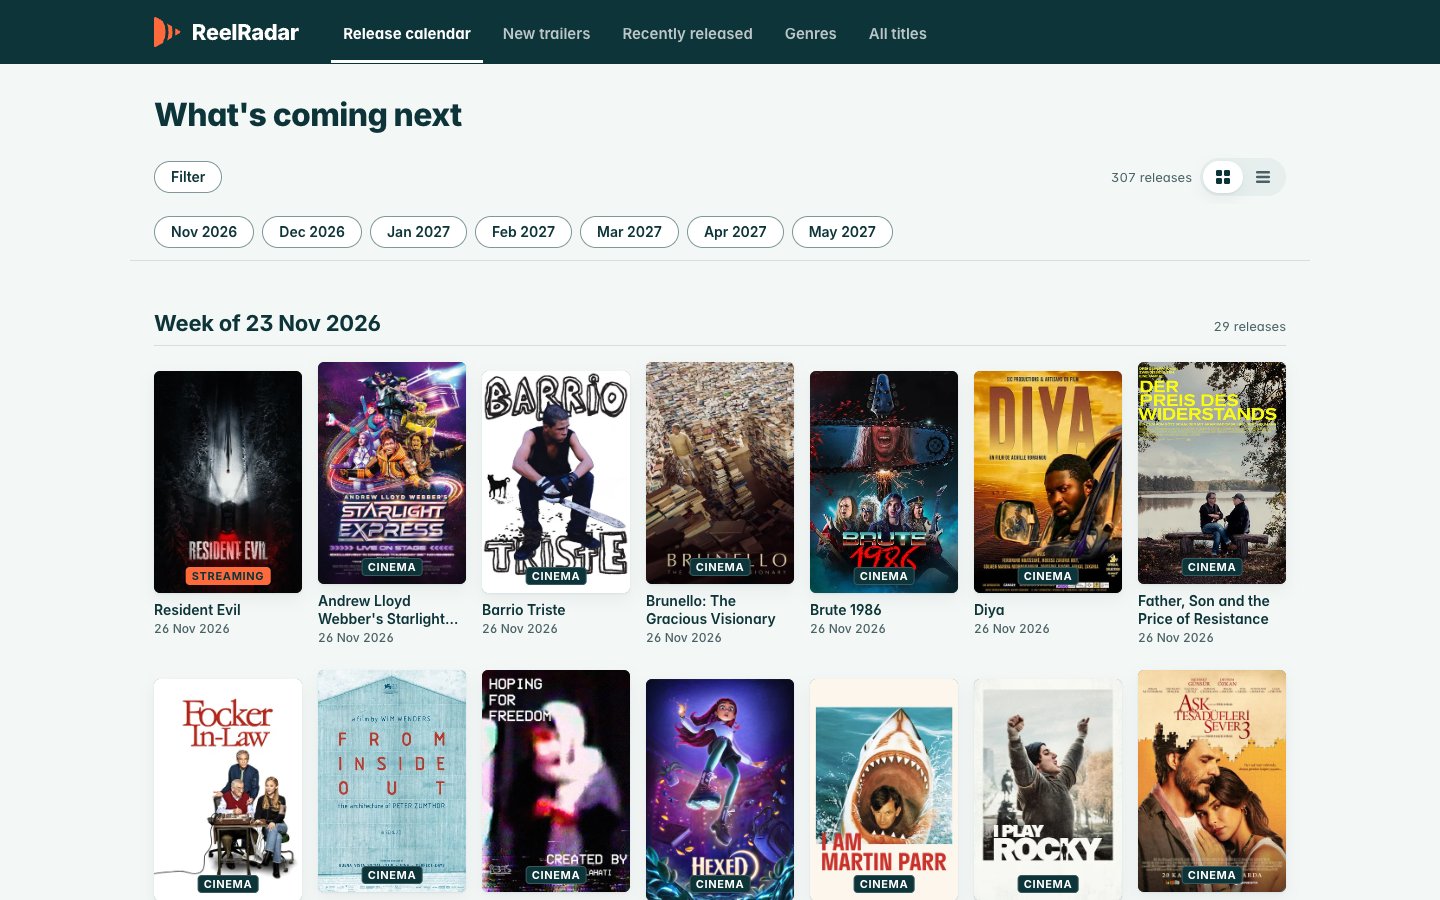 ReelRadar
Release calendar
New trailers
Recently released
Genres
All titles
What's coming next
Filter
307 releases
Nov 2026
Dec 2026
Jan 2027
Feb 2027
Mar 2027
Apr 2027
May 2027
Week of 23 Nov 2026
29 releases
RESIDENT EVIL
STREAMING
Resident Evil
26 Nov 2026
ANDREW LLOYD WEBBER'S
STARLIGHT
EXPRESS
LIVE ON STAGE
CINEMA
Andrew Lloyd
Webber's Starlight...
26 Nov 2026
BARRIO
TRISTE
CINEMA
Barrio Triste
26 Nov 2026
BRUNELLO
CINEMA
Brunello: The
Gracious Visionary
26 Nov 2026
BRUTE
1986
CINEMA
Brute 1986
26 Nov 2026
DIYA
CINEMA
Diya
26 Nov 2026
DER
PREIS DES
WIDERSTANDS
CINEMA
Father, Son and the
Price of Resistance
26 Nov 2026
Focker
In-Law
CINEMA
a film by WIM WENDERS
FROM
INSIDE
OUT
the architecture of PETER ZUMTHOR
CINEMA
HOPING
FOR
FREEDOM
CREATED BY
CINEMA
HEXED
CINEMA
I AM
MARTIN PARR
CINEMA
I PLAY
ROCKY
CINEMA
AŞK
TESADÜFLERİ
SEVER 3
CINEMA